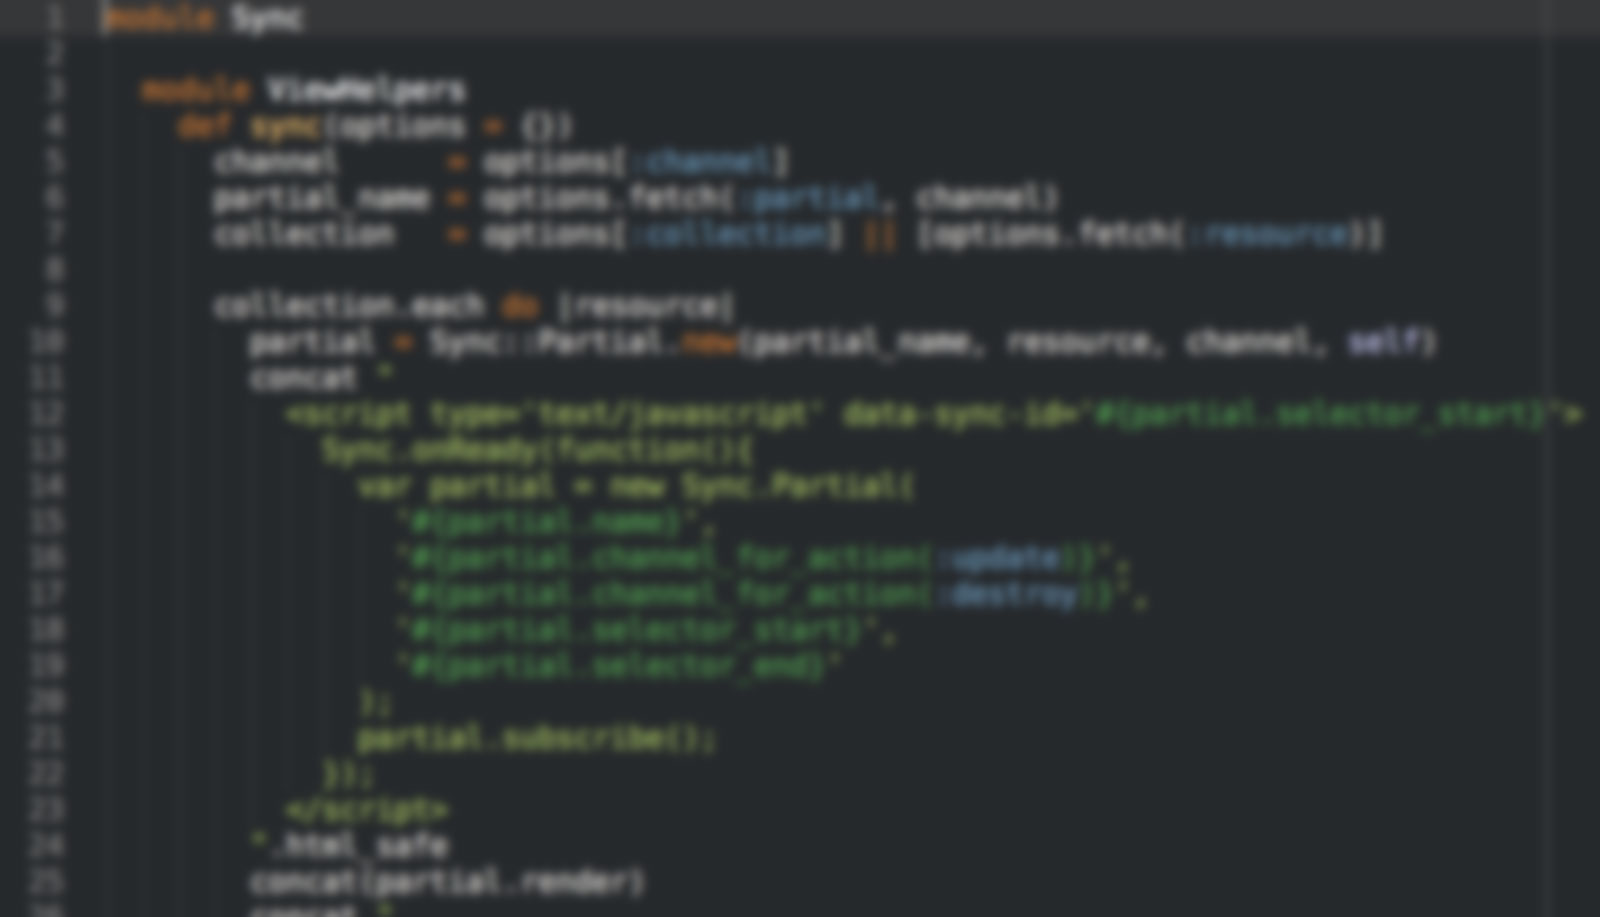 1 module Sync
2
3 module ViewHelpers
4 def sync(options = {})
5 channel = options[:channel]
6 partial_name = options.fetch(:partial, channel)
7 collection = options[:collection] || [options.fetch(:resource)]
8
9 collection.each do |resource|
10 partial = Sync::Partial.new(partial_name, resource, channel, self)
11 concat "
12 <script type='text/javascript' data-sync-id='#{partial.selector_start}'>
13 Sync.onReady(function(){
14 var partial = new Sync.Partial(
15 '#{partial.name}',
16 '#{partial.channel_for_action(:update)}',
17 '#{partial.channel_for_action(:destroy)}',
18 '#{partial.selector_start}',
19 '#{partial.selector_end}'
20 );
21 partial.subscribe();
22 });
23 </script>
24 ".html_safe
25 concat(partial.render)
26 concat "